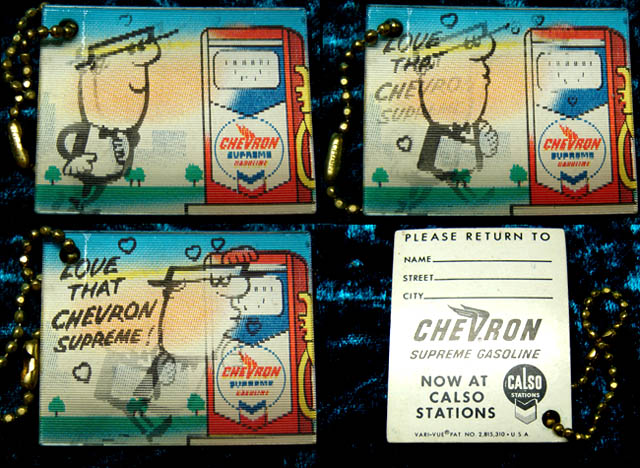 CHEVRON
SUPREME
GASOLINE
LOVE
THAT
CHEVRON
SUP
CHEVRON
SUPREME
GASOLINE
LOVE
THAT
CHEVRON
SUPREME!
CHEVRON
SUPREME
GASOLINE
PLEASE RETURN TO
NAME
STREET
CITY
CHEVRON
SUPREME GASOLINE
NOW AT
CALSO
STATIONS
CALSO
STATIONS
VARI-VUE® PAT NO. 2,815,310 • U S A